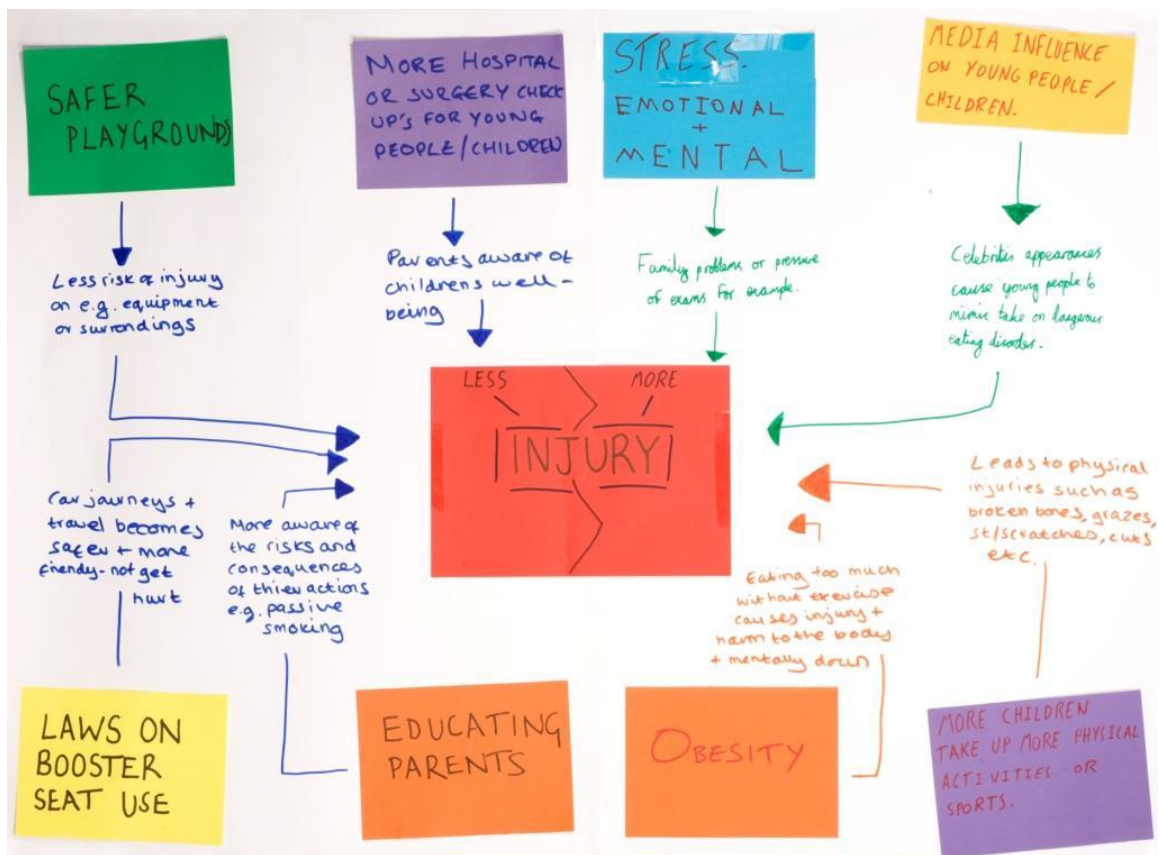 SAFER
PLAYGROUNDS
MORE HOSPITAL
OR SURGERY CHECK
UP'S FOR YOUNG
PEOPLE/CHILDREN
STRESS.
EMOTIONAL
+
MENTAL
MEDIA INFLUENCE
ON YOUNG PEOPLE/
CHILDREN.
Less risk of injury
on e.g. equipment
or surrondings
Parents aware of
childrens well-
being
Family problems or pressure
of exams for example.
Celebritis appearances
cause young people to
mimic take on dangerous
eating disorder.
LESS
MORE
INJURY
Car journeys +
travel becomes
safer + more
friendy-not get
hurt
More aware of
the risks and
consequences
of thier actions
e.g. passive
smoking
Eating too much
without exercise
causes injury +
harm to the body
+ mentally down
Leads to physical
injuries such as
broken bones, grazes,
st/scratches, cuts
etc.
LAWS ON
BOOSTER
SEAT USE
EDUCATING
PARENTS
OBESITY
MORE CHILDREN
TAKE UP MORE PHYSICAL
ACTIVITIES OR
SPORTS.